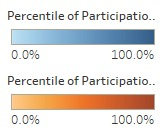 Percentile of Participatio..
0.0% 100.0%
Percentile of Participatio..
0.0% 100.0%